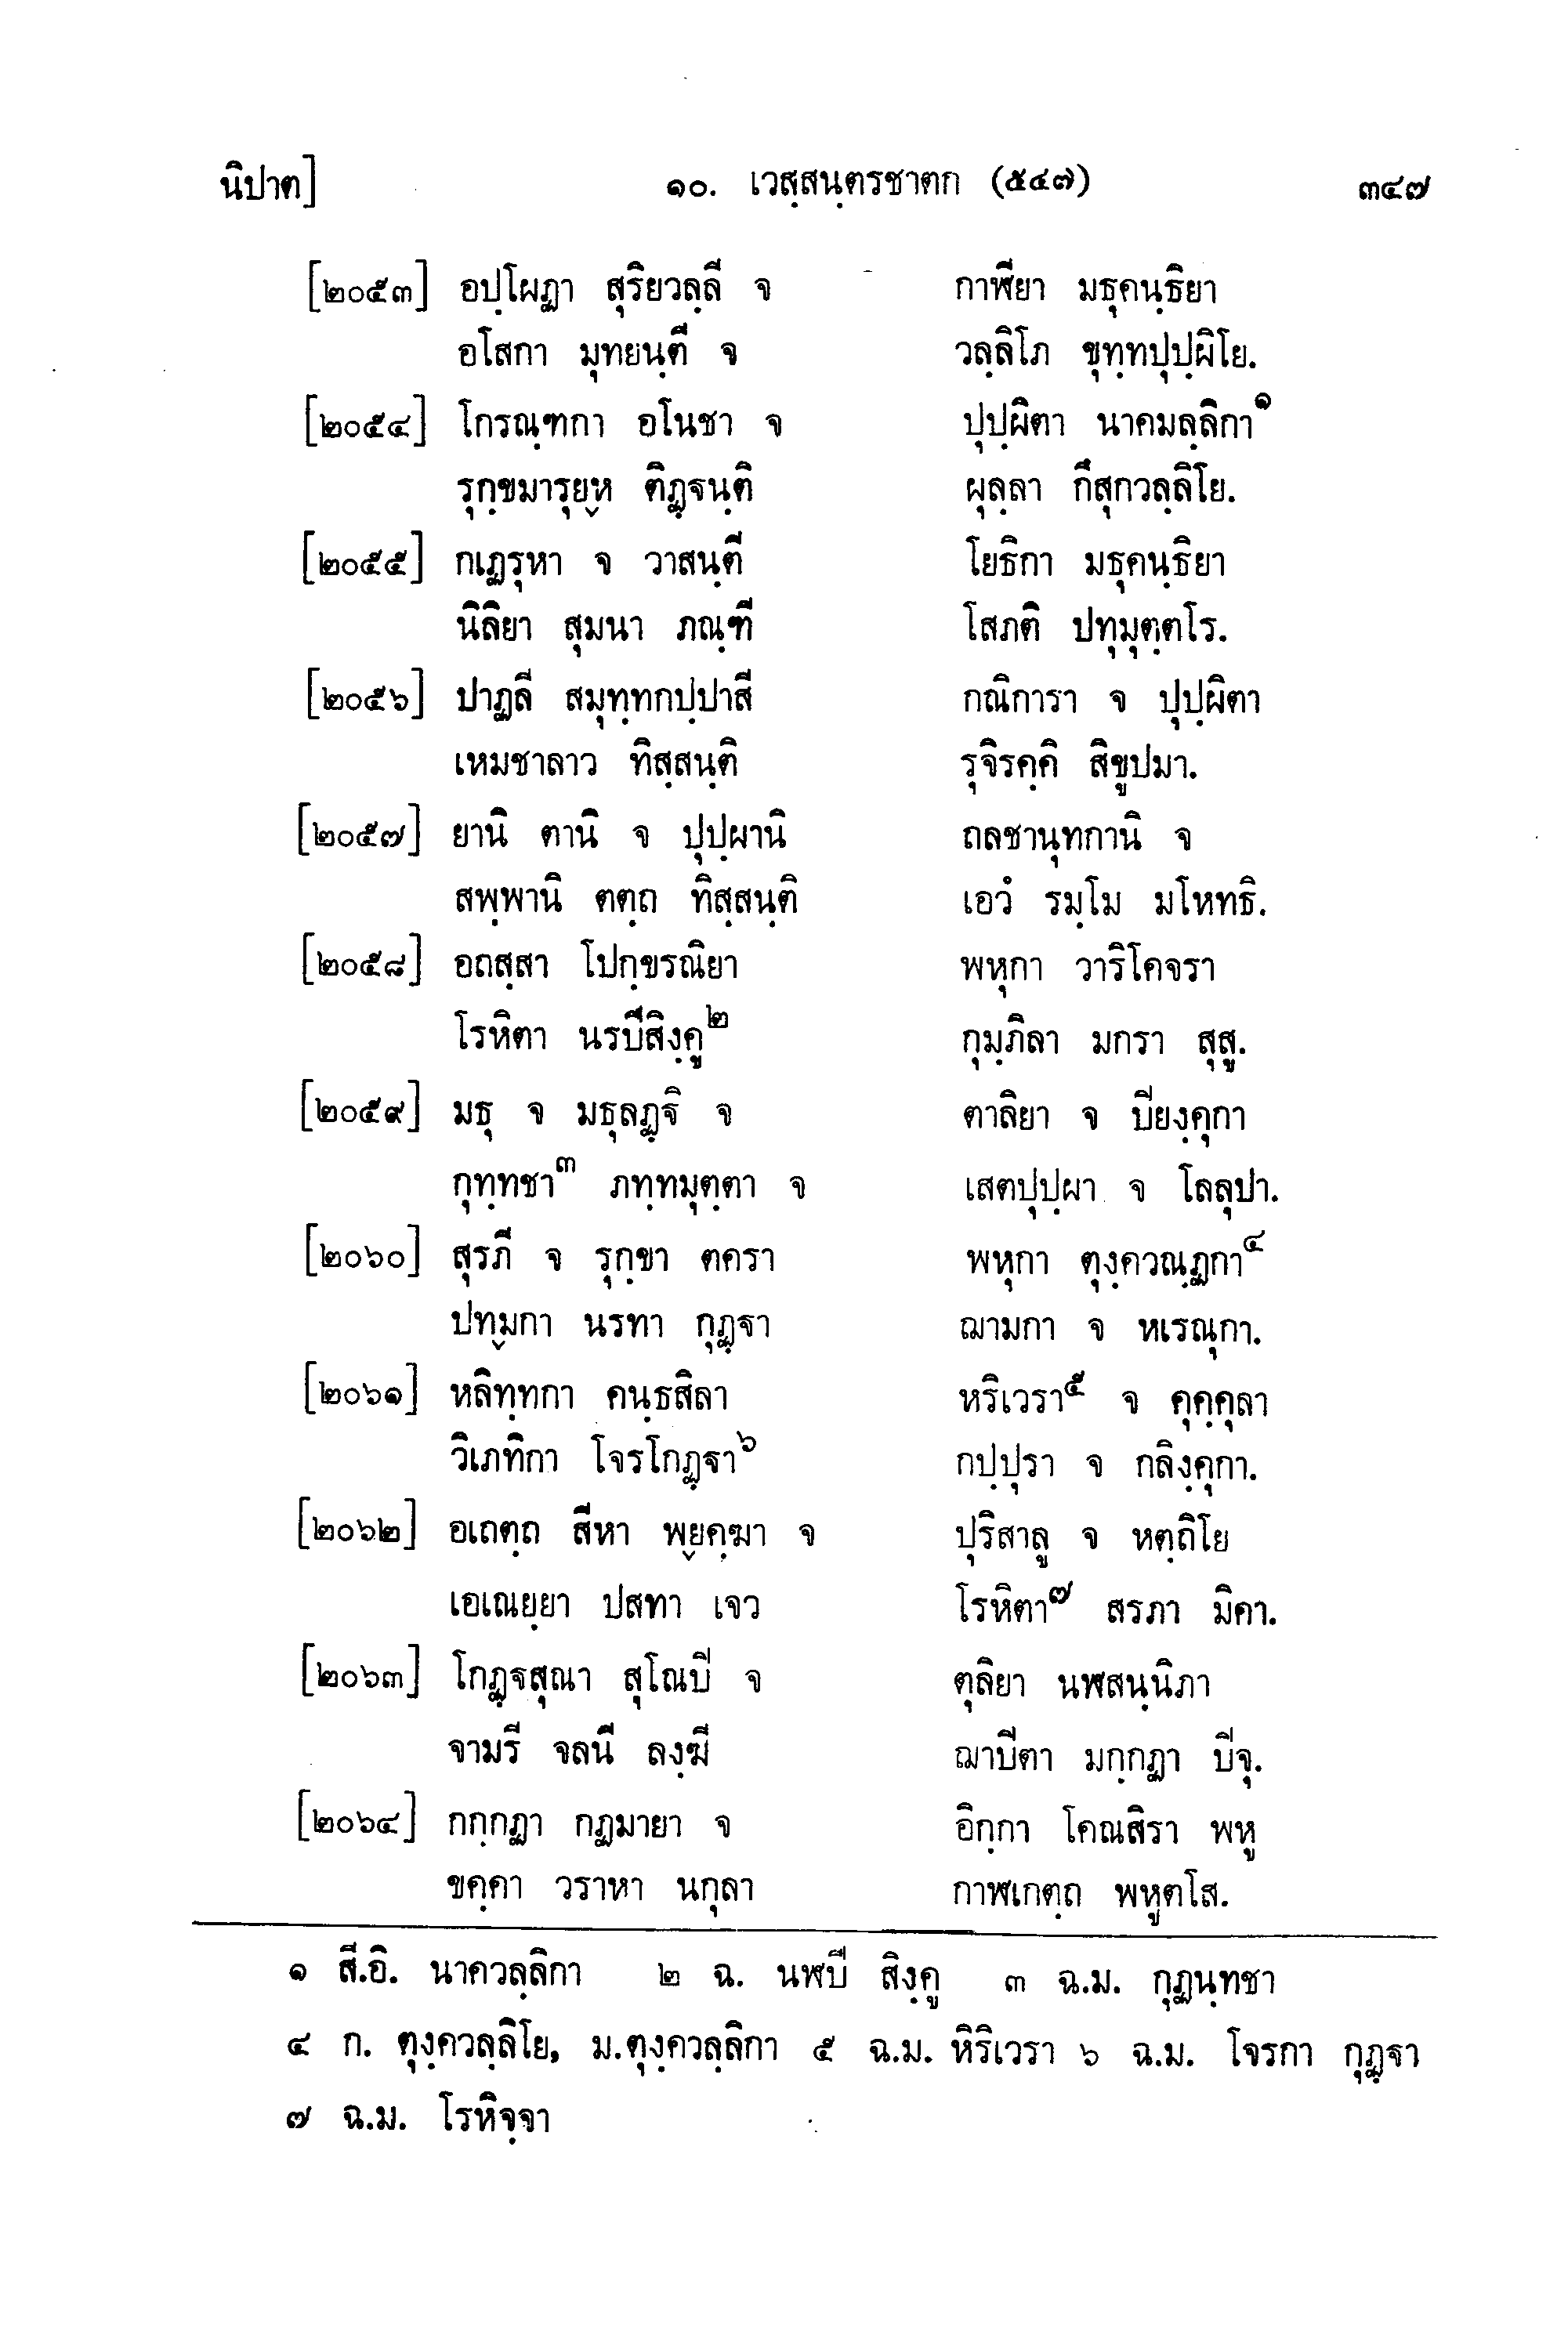 นิปาต] ๑๐. เวสฺสนฺตรชาตก (๕๔๗) ๓๔๗
[๒๐๕๓] อปฺโผฏา สุริยวลฺลี จ กาฬียา มธุคนฺธิยา
อโสกา มุทยนฺตี จ วลฺลิโภ ขุทฺทปุปฺผิโย.
[๒๐๕๔] โกรณฺฑกา อโนชา จ ปุปฺผิตา นาคมลฺลิกา๑
รุกฺขมารุยฺห ติฏฺฐนฺติ ผุลฺลา กึสุกวลฺลิโย.
[๒๐๕๕] กเฏรุหา จ วาสนฺตี โยธิกา มธุคนฺธิยา
นิลิยา สุมนา ภณฺฑี โสภติ ปทุมุตฺตโร.
[๒๐๕๖] ปาฏลี สมุทฺทกปฺปาสี กณิการา จ ปุปฺผิตา
เหมชาลาว ทิสฺสนฺติ รุจิรคฺคิ สิขูปมา.
[๒๐๕๗] ยานิ ตานิ จ ปุปฺผานิ ถลชานุทกานิ จ
สพฺพานิ ตตฺถ ทิสฺสนฺติ เอวํ รมฺโม มโหทธิ.
[๒๐๕๘] อถสฺสา โปกฺขรณิยา พหุกา วาริโคจรา
โรหิตา นรปีสิงฺคู๒ กุมฺภิลา มกรา สุสู.
[๒๐๕๙] มธุ จ มธุลฏฺฐิ จ ตาลิยา จ ปิยงฺคุกา
กุทฺทชา๓ ภทฺทมุตฺตา จ เสตปุปฺผา จ โลลุปา.
[๒๐๖๐] สุรภี จ รุกฺขา ตครา พหุกา ตุงฺควณฺฏกา๔
ปทฺมกา นรทา กุฏฺฐา ฌามกา จ หเรณุกา.
[๒๐๖๑] หลิทฺทกา คนฺธสิลา หริเวรา๕ จ คุคฺคุลา
วิเภทิกา โจรโกฏฺฐา๖ กปฺปุรา จ กลิงฺคุกา.
[๒๐๖๒] อเถตฺถ สีหา พฺยคฺฆา จ ปุริสาลู จ หตฺถิโย
เอเณยฺยา ปสทา เจว โรหิตา๗ สรภา มิคา.
[๒๐๖๓] โกฏฺฐสุณา สุโณปี จ ตุลิยา นฬสนฺนิภา
จามรี จลนี ลงฺฆี ฌาปิตา มกฺกฏา ปิจุ.
[๒๐๖๔] กกฺกฏา กฏมายา จ อิกฺกา โคณสิรา พหู
ขคฺคา วราหา นกุลา กาฬเกตฺถ พหูตโส.
๑ สี.อิ. นาควลฺลิกา ๒ ฉ. นฬปี สิงฺคู ๓ ฉ.ม. กุฏนฺทชา
๔ ก. ตุงฺควลฺลิโย, ม.ตุงฺควลฺลิกา ๕ ฉ.ม. หิริเวรา ๖ ฉ.ม. โจรกา กุฏฺฐา
๗ ฉ.ม. โรหิจฺจา